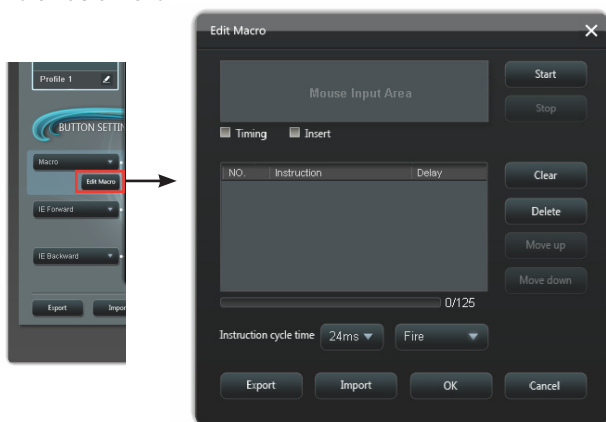 Profile 1
BUTTON SETTIN
Macro
Edit Macro
IE Forward
IE Backward
Export Impor
Edit Macro
Mouse Input Area
Start
Stop
Timing Insert
NO. Instruction Delay
Clear
Delete
Move up
Move down
0/125
Instruction cycle time 24ms Fire
Export Import OK Cancel